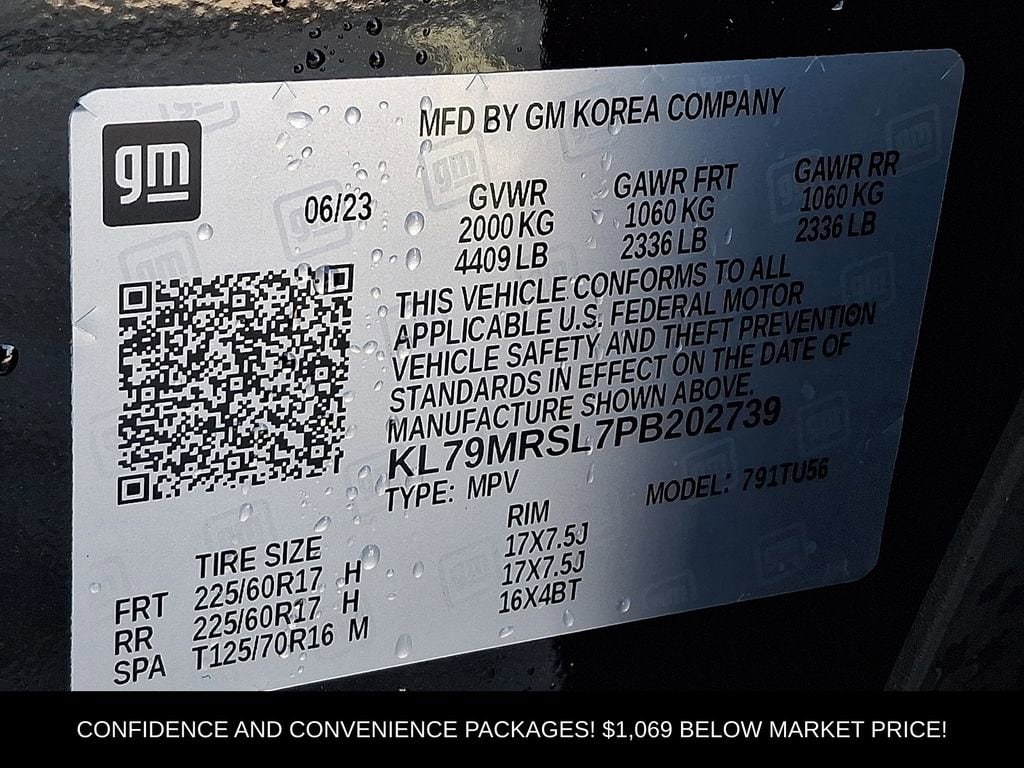 MFD BY GM KOREA COMPANY
gm
06/23
GVWR GAWR FRT GAWR RR
2000 KG 1060 KG 1060 KG
4409 LB 2336 LB 2336 LB
THIS VEHICLE CONFORMS TO ALL
APPLICABLE U.S. FEDERAL MOTOR
VEHICLE SAFETY AND THEFT PREVENTION
STANDARDS IN EFFECT ON THE DATE OF
MANUFACTURE SHOWN ABOVE.
KL79MRSL7PB202739
TYPE: MPV MODEL: 791TU56
TIRE SIZE RIM
FRT 225/60R17 H 17X7.5J
RR 225/60R17 H 17X7.5J
SPA T125/70R16 M 16X4BT
CONFIDENCE AND CONVENIENCE PACKAGES! $1,069 BELOW MARKET PRICE!